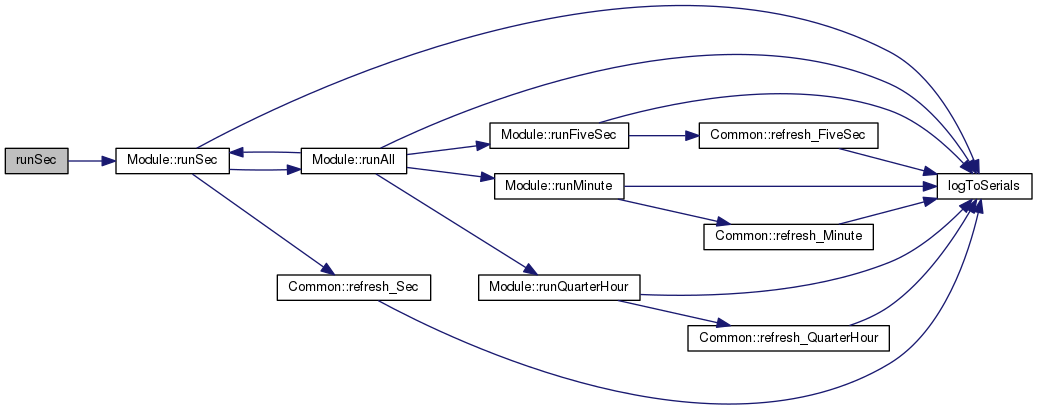 runSec
Module::runSec
Module::runAll
Module::runFiveSec
Common::refresh_FiveSec
Module::runMinute
logToSerials
Common::refresh_Minute
Common::refresh_Sec
Module::runQuarterHour
Common::refresh_QuarterHour